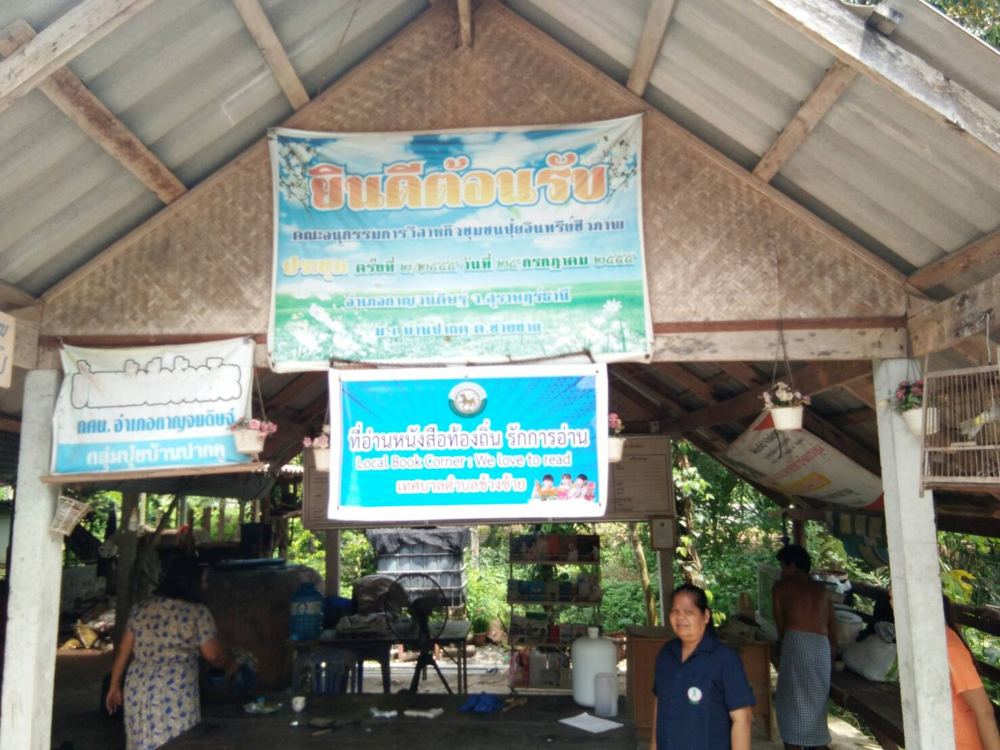 ยินดีต้อนรับ
คณะอนุกรรมการวิสาหกิจชุมชนปุ๋ยอินทรีย์ชีวภาพ
ประชุม ครั้งที่ ๒/๒๕๕๕ วันที่ ๒๕ กรกฎาคม ๒๕๕๕
อำเภอกาญจนดิษฐ์ จ.สุราษฎร์ธานี
ม.๑ บ้านปากคู ต.ช้างซ้าย
กศน. อำเภอกาญจนดิษฐ์
กลุ่มปุ๋ยบ้านปากคู
ที่อ่านหนังสือท้องถิ่น รักการอ่าน
Local Book Corner : We love to read
เทศบาลตำบลช้างซ้าย